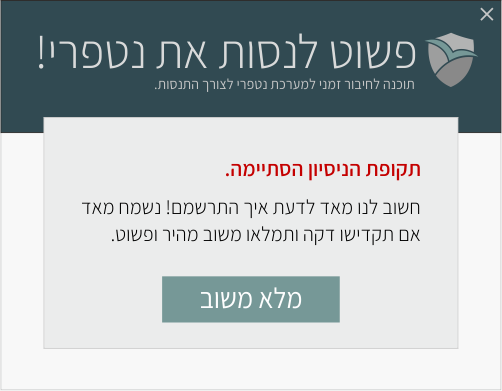 פשוט לנסות את נטפרי!
תוכנה לחיבור זמני למערכת נטפרי לצורך התנסות.
תקופת הניסיון הסתיימה.
חשוב לנו מאד לדעת איך התרשמם! נשמח מאד
אם תקדישו דקה ותמלאו משוב מהיר ופשוט.
מלא משוב